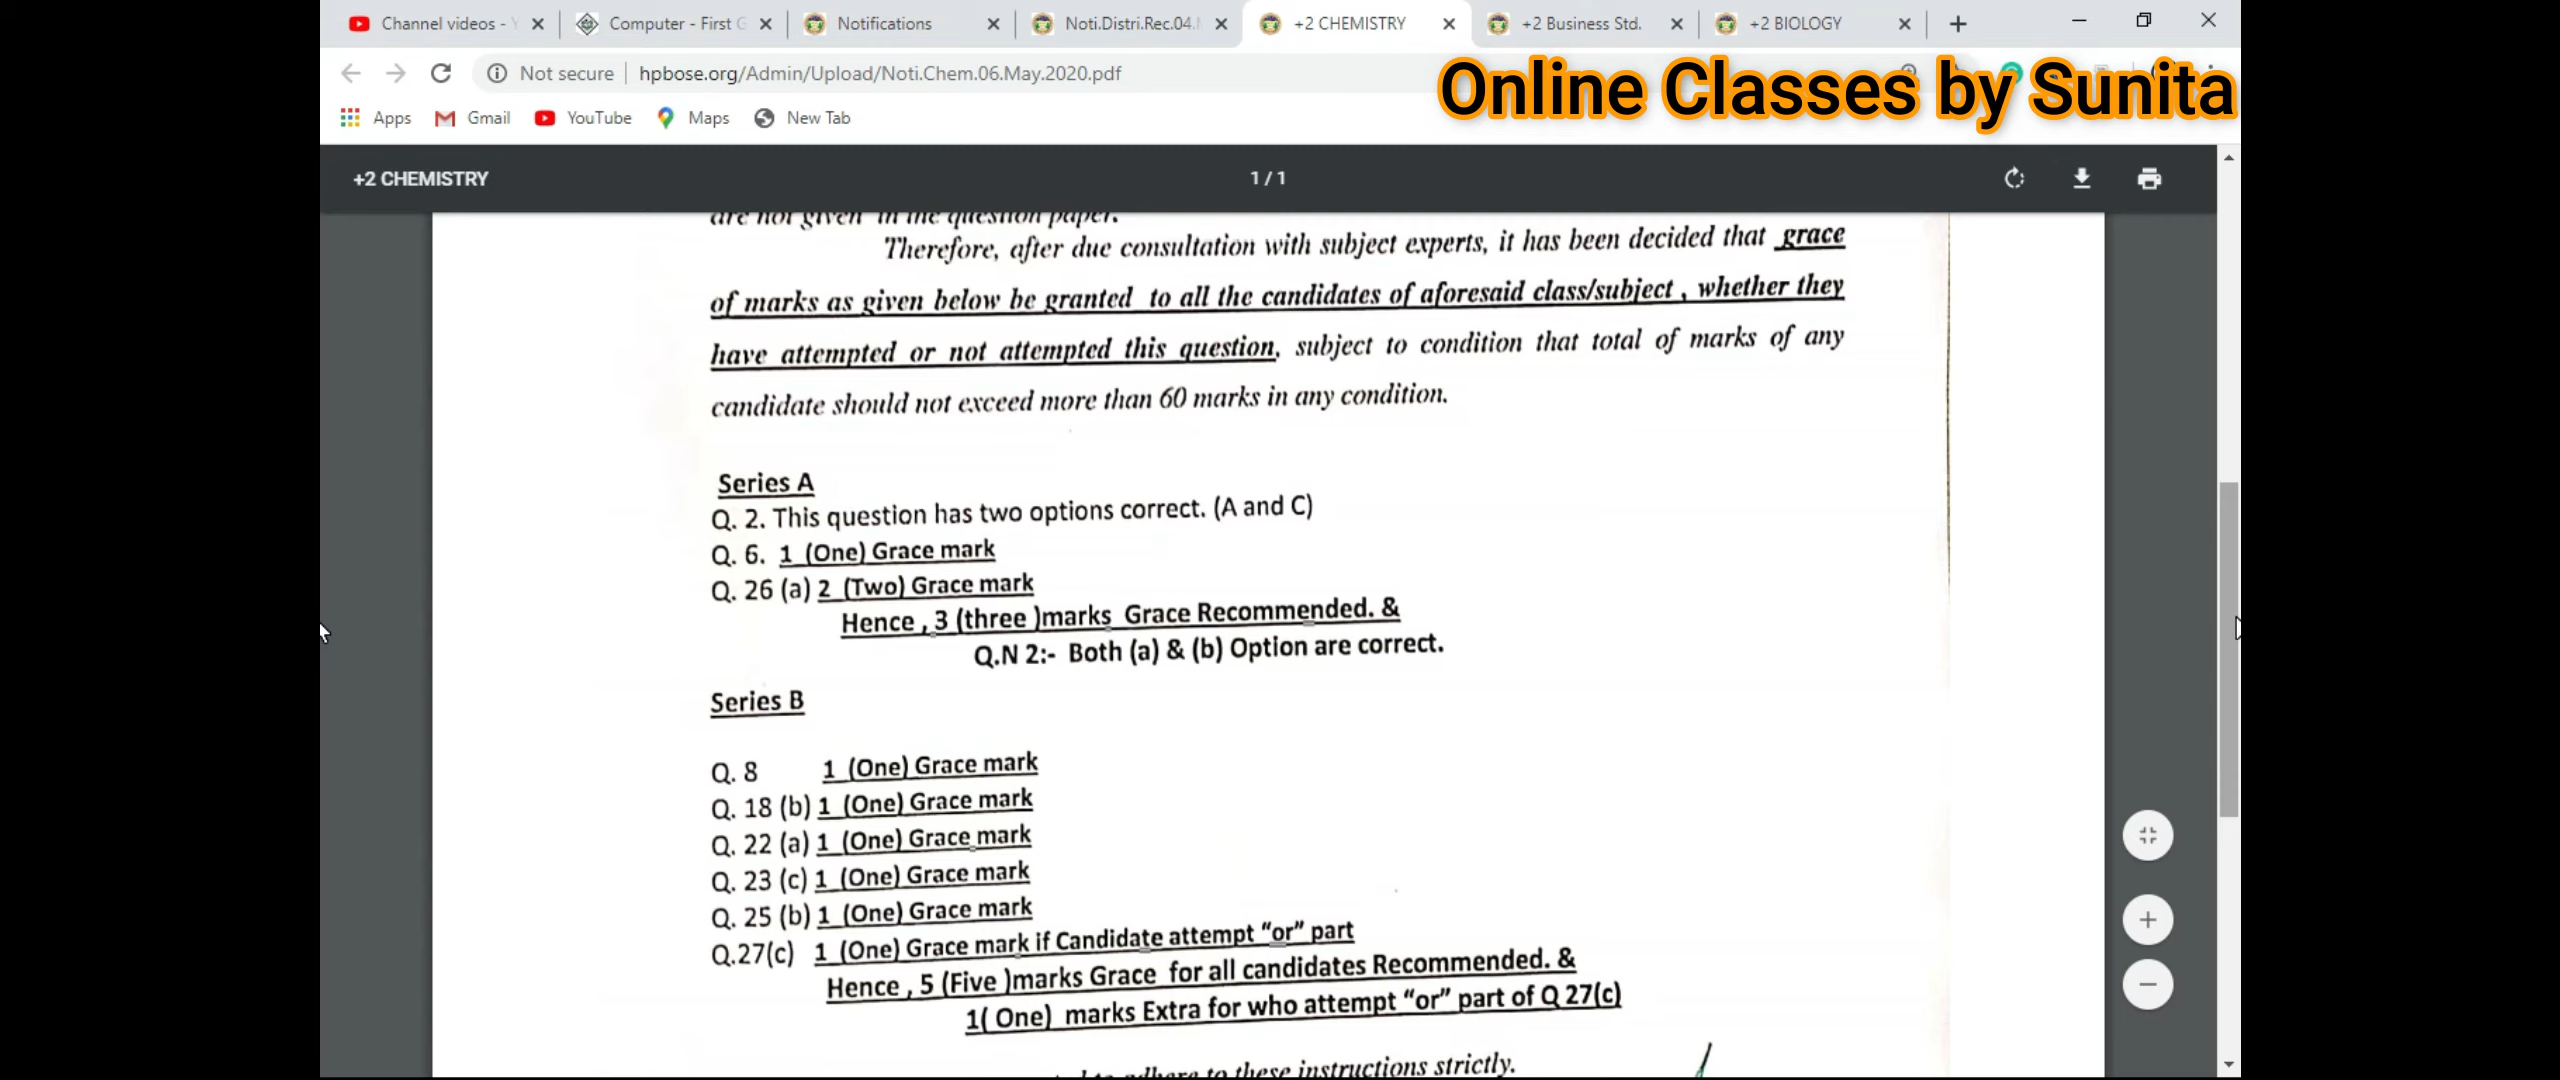 Channel videos - Y
Computer - First G
Notifications
Noti.Distri.Rec.04.
+2 CHEMISTRY
+2 Business Std.
+2 BIOLOGY
Not secure
hpbose.org/Admin/Upload/Noti.Chem.06.May.2020.pdf
Online Classes by Sunita
Apps
Gmail
YouTube
Maps
New Tab
+2 CHEMISTRY
1 / 1
are not given in the question paper.
Therefore, after due consultation with subject experts, it has been decided that grace
of marks as given below be granted to all the candidates of aforesaid class/subject , whether they
have attempted or not attempted this question, subject to condition that total of marks of any
candidate should not exceed more than 60 marks in any condition.
Series A
Q. 2. This question has two options correct. (A and C)
Q. 6. 1 (One) Grace mark
Q. 26 (a) 2 (Two) Grace mark
Hence , 3 (three )marks Grace Recommended. &
Q.N 2:- Both (a) & (b) Option are correct.
Series B
Q. 8 1 (One) Grace mark
Q. 18 (b) 1 (One) Grace mark
Q. 22 (a) 1 (One) Grace mark
Q. 23 (c) 1 (One) Grace mark
Q. 25 (b) 1 (One) Grace mark
Q.27(c) 1 (One) Grace mark if Candidate attempt “or” part
Hence , 5 (Five )marks Grace for all candidates Recommended. &
1( One) marks Extra for who attempt “or” part of Q 27(c)
to adhere to these instructions strictly.